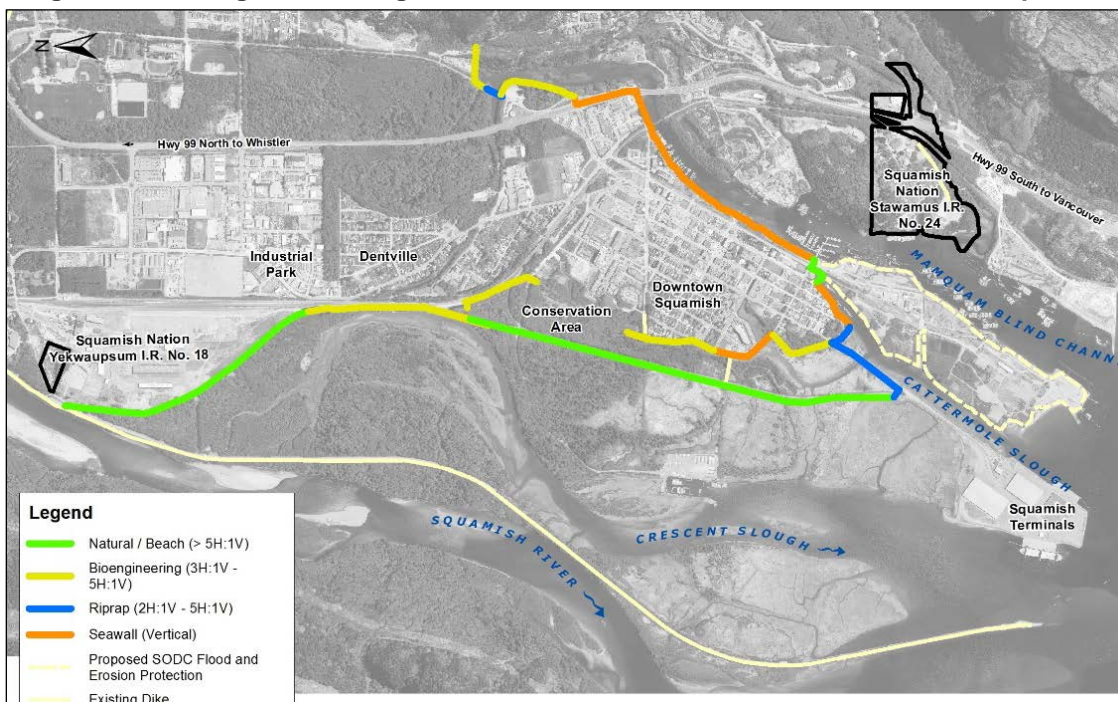 N
Hwy 99 North to Whistler
Industrial
Park
Dentville
Squamish Nation
Yekwaupsum I.R. No. 18
Conservation
Area
Downtown
Squamish
Squamish
Nation
Stawamus I.R.
No. 24
Hwy 99 South to Vancouver
MAMQUAM BLIND CHANN
CATTERMOLE SLOUGH
Squamish
Terminals
CRESCENT SLOUGH
SQUAMISH RIVER
Legend
Natural / Beach (> 5H:1V)
Bioengineering (3H:1V -
5H:1V)
Riprap (2H:1V - 5H:1V)
Seawall (Vertical)
Proposed SODC Flood and
Erosion Protection
Existing Dike